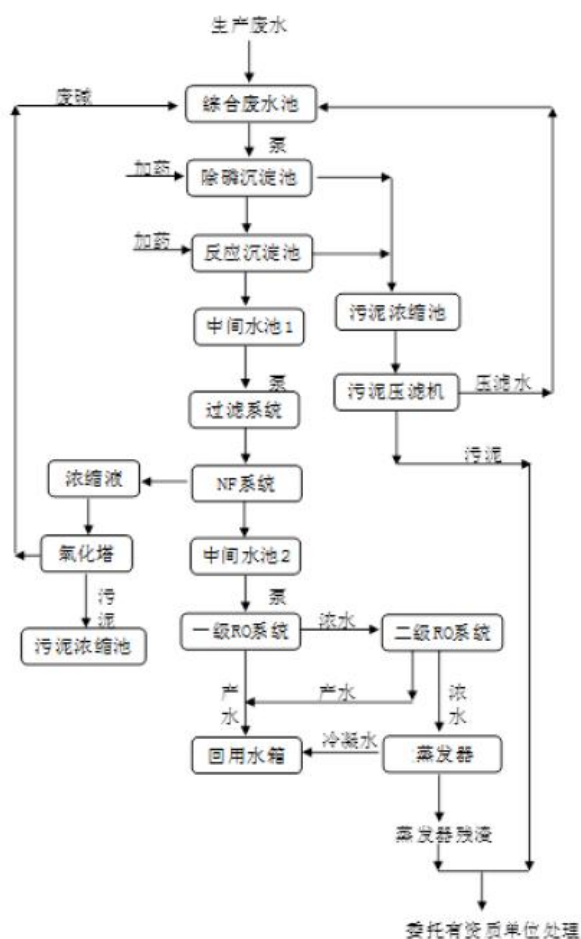 生产废水
废碱
综合废水池
泵
加药
除磷沉淀池
加药
反应沉淀池
中间水池1
污泥浓缩池
泵
污泥压滤机
压滤水
过滤系统
污泥
浓缩液
NF系统
氧化塔
中间水池2
污泥
泵
一级RO系统
浓水
二级RO系统
污泥浓缩池
产水
产水
浓水
回用水箱
冷凝水
蒸发器
蒸发器残渣
委托有资质单位处理